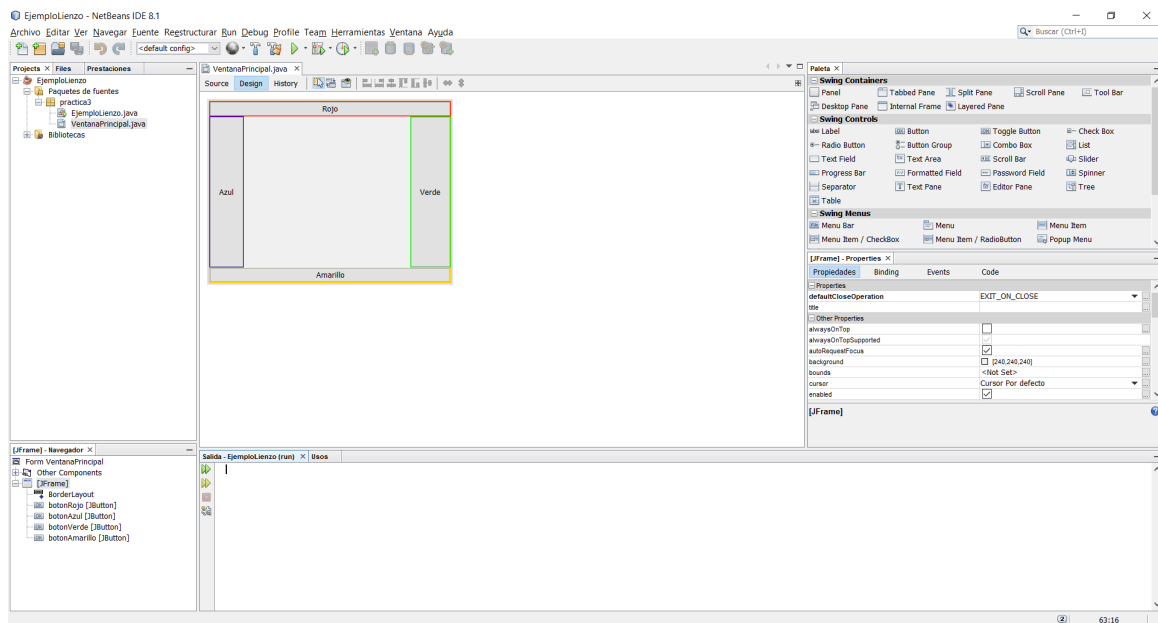 EjemploLienzo - NetBeans IDE 8.1
Archivo Editar Ver Navegar Fuente Reestructurar Run Debug Profile Team Herramientas Ventana Ayuda
Buscar (Ctrl+I)
<default config>
Projects Files Prestaciones
EjemploLienzo
Paquetes de fuentes
practica3
EjemploLienzo.java
VentanaPrincipal.java
Bibliotecas
VentanaPrincipal.java
Source Design History
Rojo
Azul
Verde
Amarillo
Paleta
Swing Containers
Panel Tabbed Pane Split Pane Scroll Pane Tool Bar
Desktop Pane Internal Frame Layered Pane
Swing Controls
label Label OK Button ON Toggle Button Check Box
Radio Button Button Group Combo Box List
Text Field Text Area Scroll Bar Slider
Progress Bar Formatted Field Password Field Spinner
Separator Text Pane Editor Pane Tree
Table
Swing Menus
Menu Bar Menu Menu Item
Menu Item / CheckBox Menu Item / RadioButton Popup Menu
[JFrame] - Properties
Propiedades Binding Events Code
Properties
defaultCloseOperation EXIT_ON_CLOSE
title
Other Properties
alwaysOnTop
alwaysOnTopSupported
autoRequestFocus
background [240,240,240]
bounds <Not Set>
cursor Cursor Por defecto
enabled
[JFrame]
[JFrame] - Navegador
Form VentanaPrincipal
Other Components
[JFrame]
BorderLayout
botonRojo [JButton]
botonAzul [JButton]
botonVerde [JButton]
botonAmarillo [JButton]
Salida - EjemploLienzo (run) Usos
2 63:16